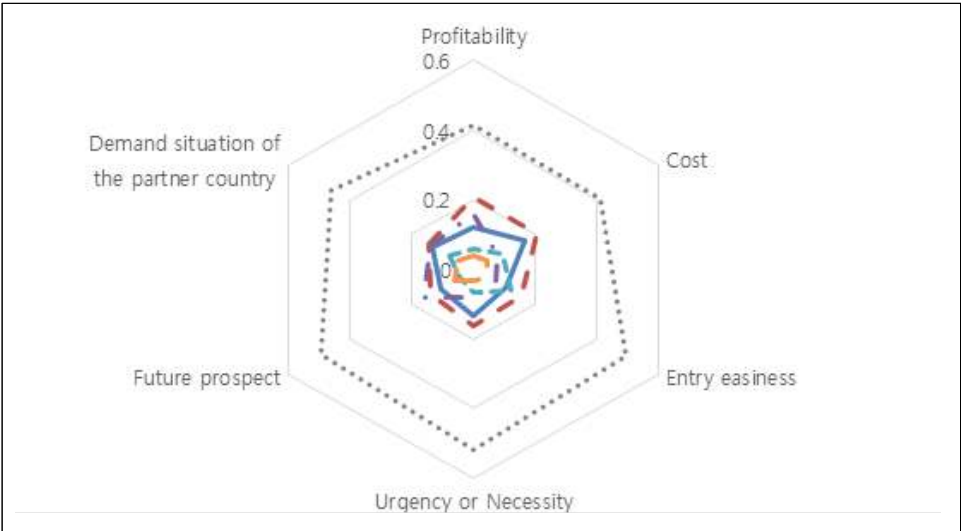 Profitability
0.6
Demand situation of
the partner country
0.4
Cost
0.2
0
Future prospect
Entry easiness
Urgency or Necessity